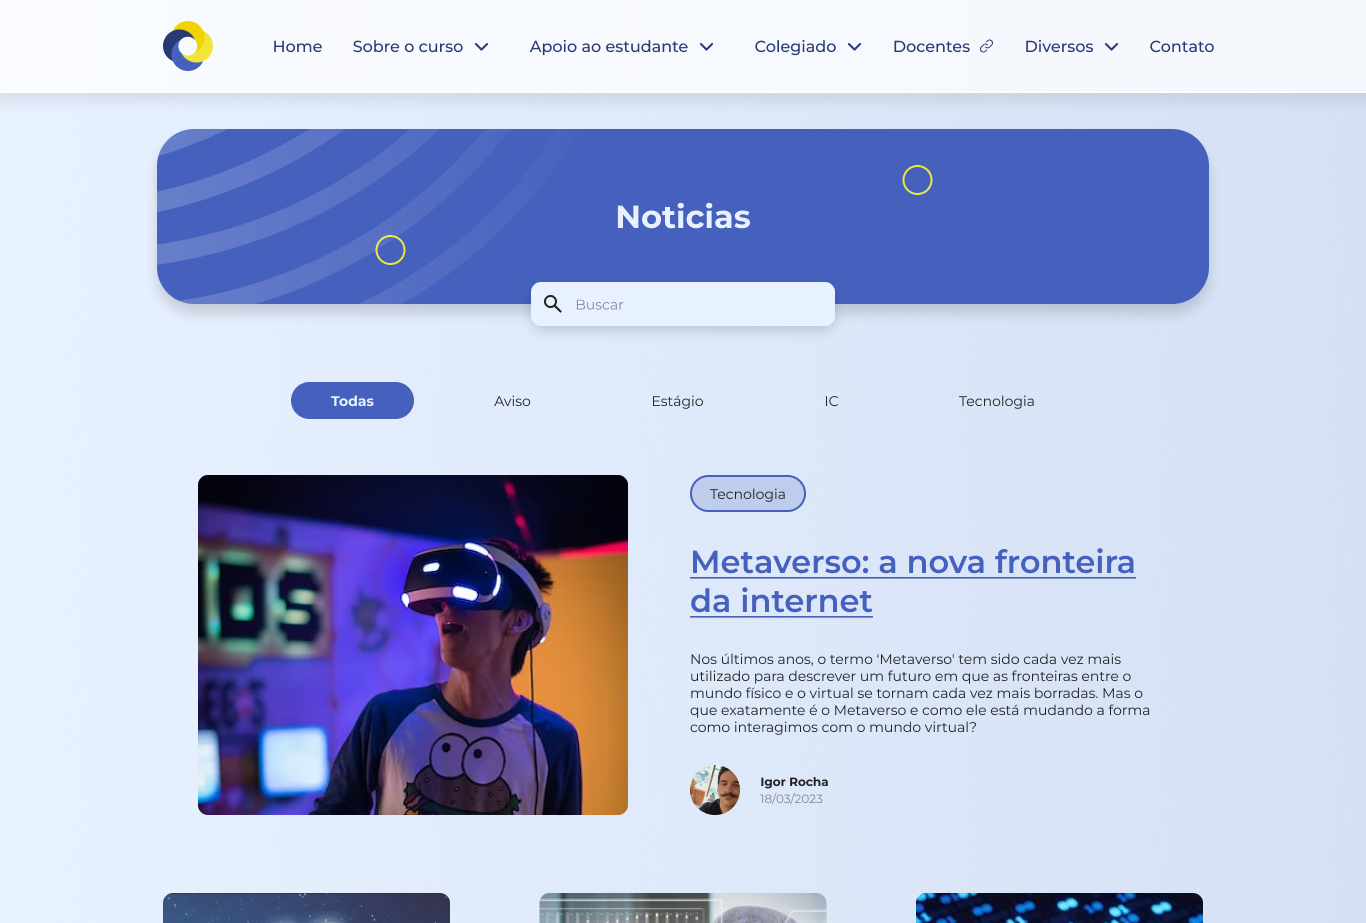 Home
Sobre o curso
Apoio ao estudante
Colegiado
Docentes
Diversos
Contato
Noticias
Buscar
Todas
Aviso
Estágio
IC
Tecnologia
Tecnologia
Metaverso: a nova fronteira
da internet
Nos últimos anos, o termo 'Metaverso' tem sido cada vez mais
utilizado para descrever um futuro em que as fronteiras entre o
mundo físico e o virtual se tornam cada vez mais borradas. Mas o
que exatamente é o Metaverso e como ele está mudando a forma
como interagimos com o mundo virtual?
Igor Rocha
18/03/2023